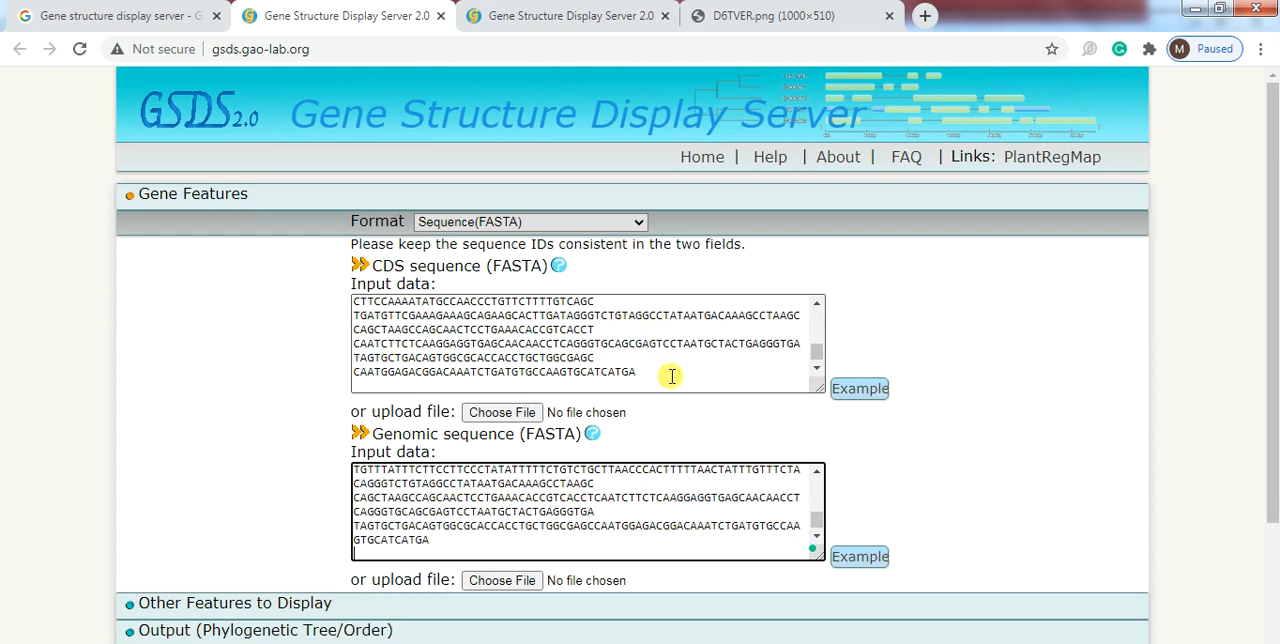 Gene structure display server - G
Gene Structure Display Server 2.0
Gene Structure Display Server 2.0
D6TVER.png (1000×510)
Not secure
gsds.gao-lab.org
M
Paused
GSDS2.0
Gene Structure Display Server
Home | Help | About | FAQ | Links: PlantRegMap
Gene Features
Format
Sequence(FASTA)
Please keep the sequence IDs consistent in the two fields.
CDS sequence (FASTA)
Input data:
CTTCCAAAATATGCCAACCCTGTTCTTTTGTCAGC
TGATGTTCGAAAGAAAGCAGAAGCACTTGATAGGGTCTGTAGGCCTATAATGACAAAGCCTAAGC
CAGCTAAGCCAGCAACTCCTGAAACACCGTCACCT
CAATCTTCTCAAGGAGGTGAGCAACAACCTCAGGGTGCAGCGAGTCCTAATGCTACTGAGGGTGA
TAGTGCTGACAGTGGCGCACCACCTGCTGGCGAGC
CAATGGAGACGGACAAATCTGATGTGCCAAGTGCATCATGA
Example
or upload file:
Choose File
No file chosen
Genomic sequence (FASTA)
Input data:
TGTTTATTTCTTCCTTCCCTATATTTTTCTGTCTGCTTAACCCACTTTTTAACTATTTGTTTCTA
CAGGGTCTGTAGGCCTATAATGACAAAGCCTAAGC
CAGCTAAGCCAGCAACTCCTGAAACACCGTCACCTCAATCTTCTCAAGGAGGTGAGCAACAACCT
CAGGGTGCAGCGAGTCCTAATGCTACTGAGGGTGA
TAGTGCTGACAGTGGCGCACCACCTGCTGGCGAGCCAATGGAGACGGACAAATCTGATGTGCCAA
GTGCATCATGA
Example
or upload file:
Choose File
No file chosen
Other Features to Display
Output (Phylogenetic Tree/Order)